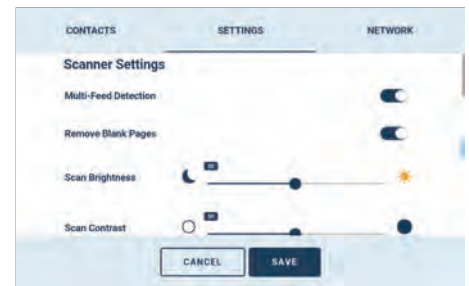 CONTACTS SETTINGS NETWORK
Scanner Settings
Multi-Feed Detection
Remove Blank Pages
Scan Brightness
Scan Contrast
CANCEL SAVE